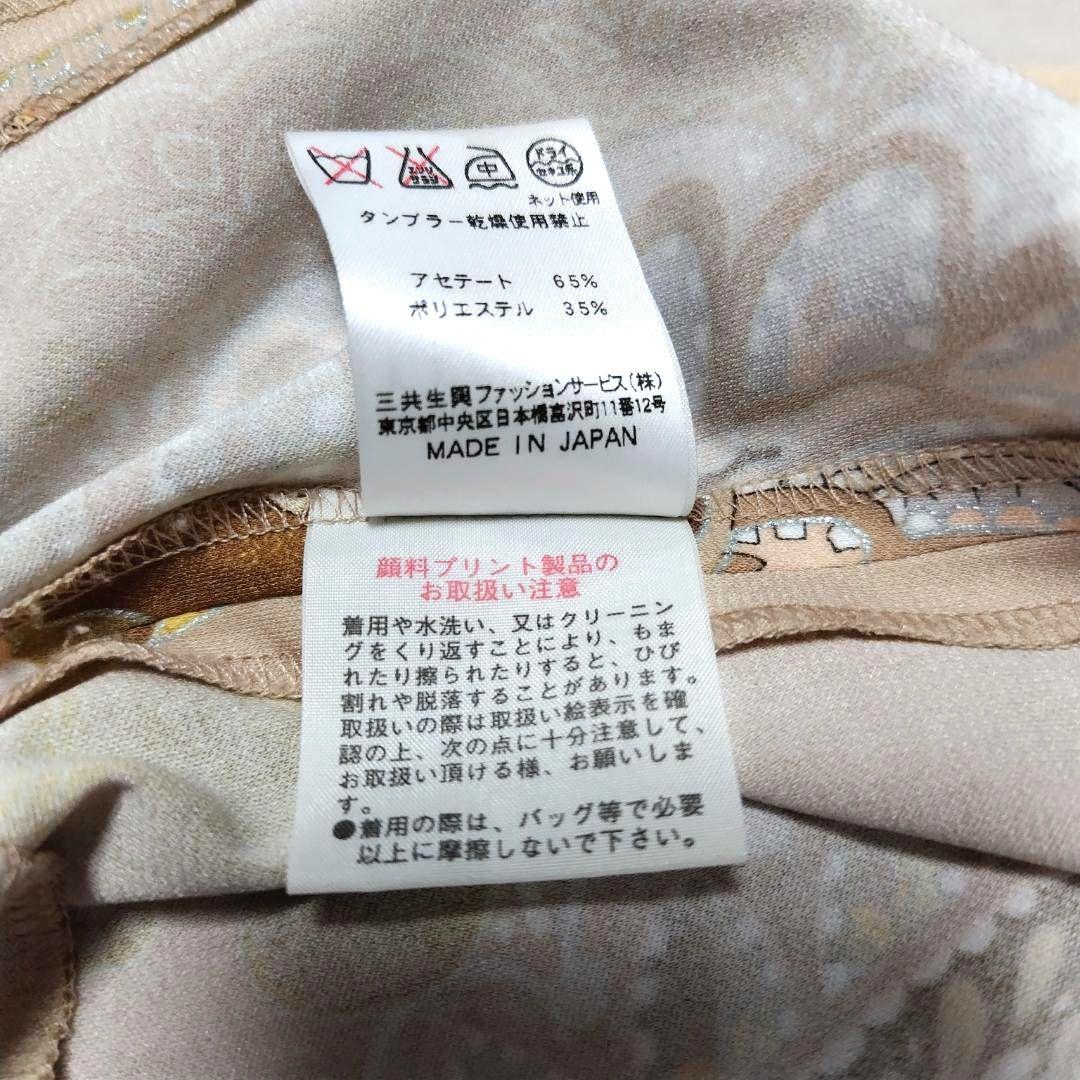 エンソ
サラシ
中
ドライ
セキユ系
ネット使用
タンブラー乾燥使用禁止
アセテート 65%
ポリエステル 35%
三共生興ファッションサービス(株)
東京都中央区日本橋富沢町11番12号
MADE IN JAPAN
顔料プリント製品の
お取扱い注意
着用や水洗い、又はクリーニン
グをくり返すことにより、もま
れたり擦られたりすると、ひび
割れや脱落することがあります。
取扱いの際は取扱い絵表示を確
認の上、次の点に十分注意して、
お取扱い頂ける様、お願いしま
す。
●着用の際は、バッグ等で必要
以上に摩擦しないで下さい。